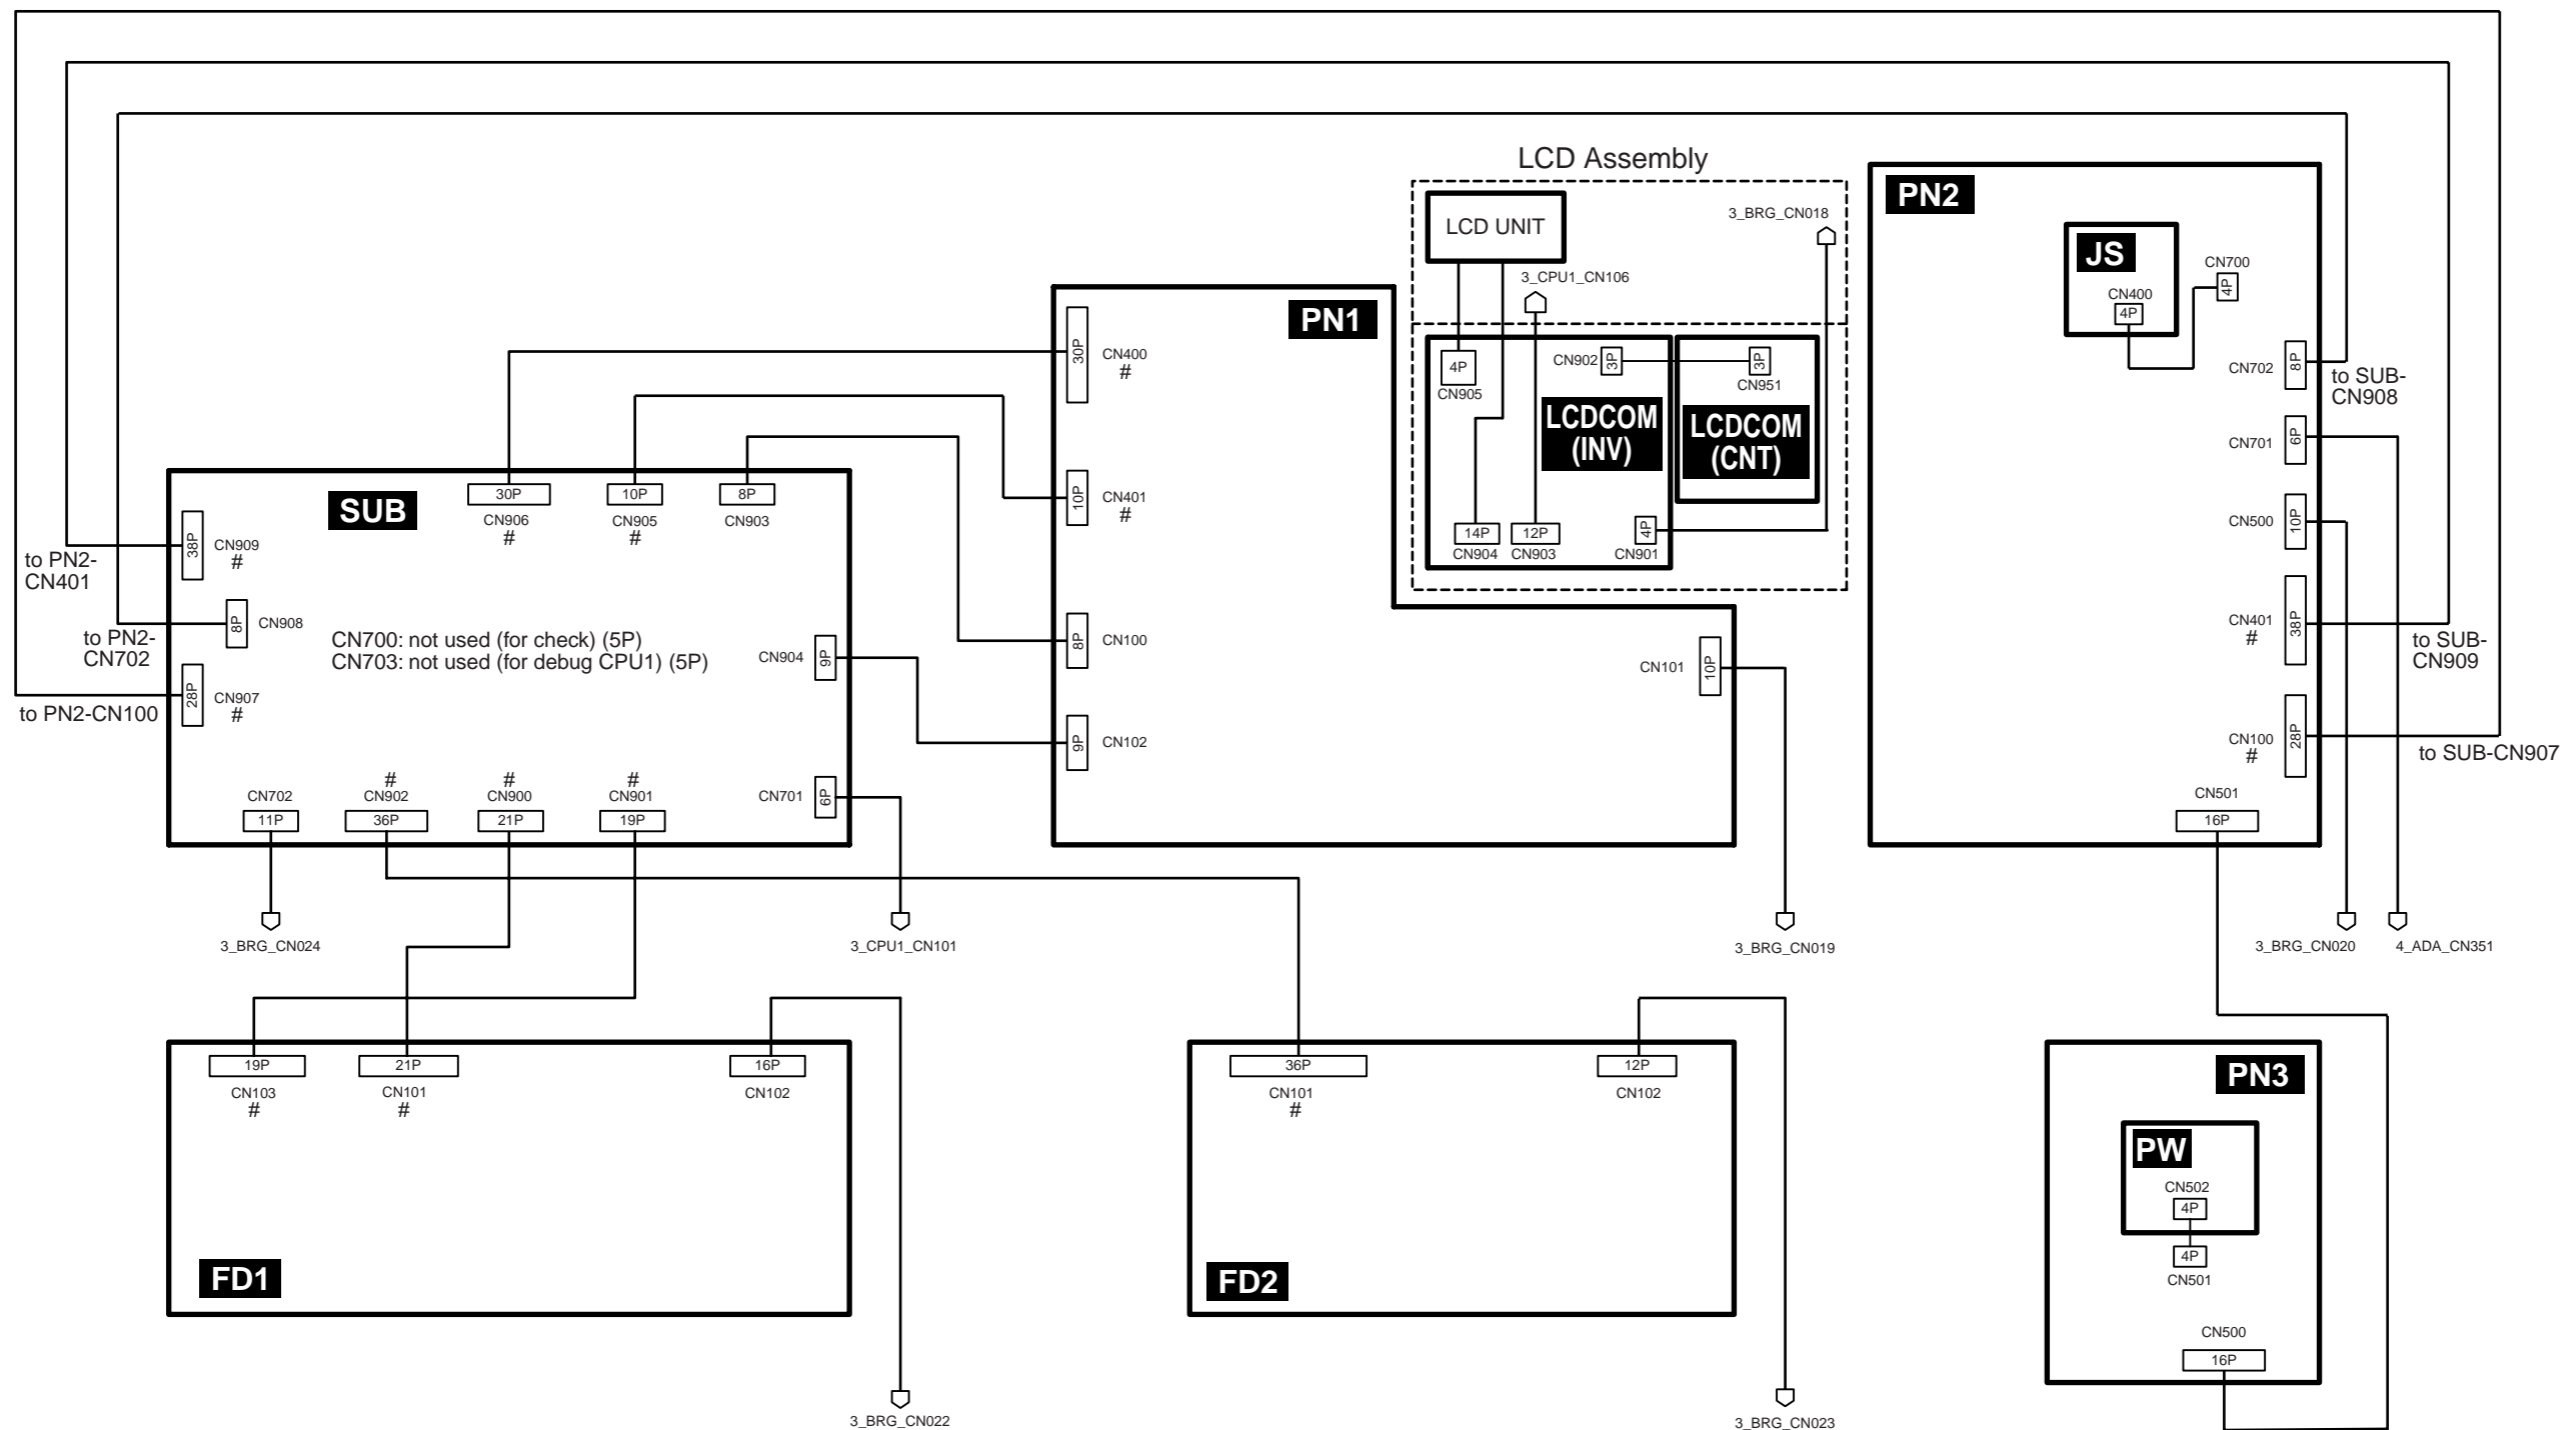 LCD Assembly
LCD UNIT
3_BRG_CN018
3_CPU1_CN106
4P
CN905
CN902
3P
3P
CN951
LCDCOM
(INV)
LCDCOM
(CNT)
14P
CN904
12P
CN903
4P
CN901
PN2
JS
CN400
4P
CN700
4P
CN702
8P
to SUB-
CN908
CN701
6P
CN500
10P
CN401
#
38P
to SUB-
CN909
CN100
#
28P
to SUB-CN907
CN501
16P
PN1
30P
CN400
#
10P
CN401
#
8P
CN100
9P
CN102
CN101
10P
SUB
30P
CN906
#
10P
CN905
#
8P
CN903
38P
CN909
#
to PN2-
CN401
8P
CN908
to PN2-
CN702
28P
CN907
#
to PN2-CN100
CN700: not used (for check) (5P)
CN703: not used (for debug CPU1) (5P)
CN904
9P
CN701
6P
CN702
11P
#
CN902
36P
#
CN900
21P
#
CN901
19P
3_BRG_CN024
3_CPU1_CN101
3_BRG_CN019
3_BRG_CN020
4_ADA_CN351
19P
CN103
#
21P
CN101
#
16P
CN102
FD1
3_BRG_CN022
36P
CN101
#
12P
CN102
FD2
3_BRG_CN023
PN3
PW
CN502
4P
4P
CN501
CN500
16P